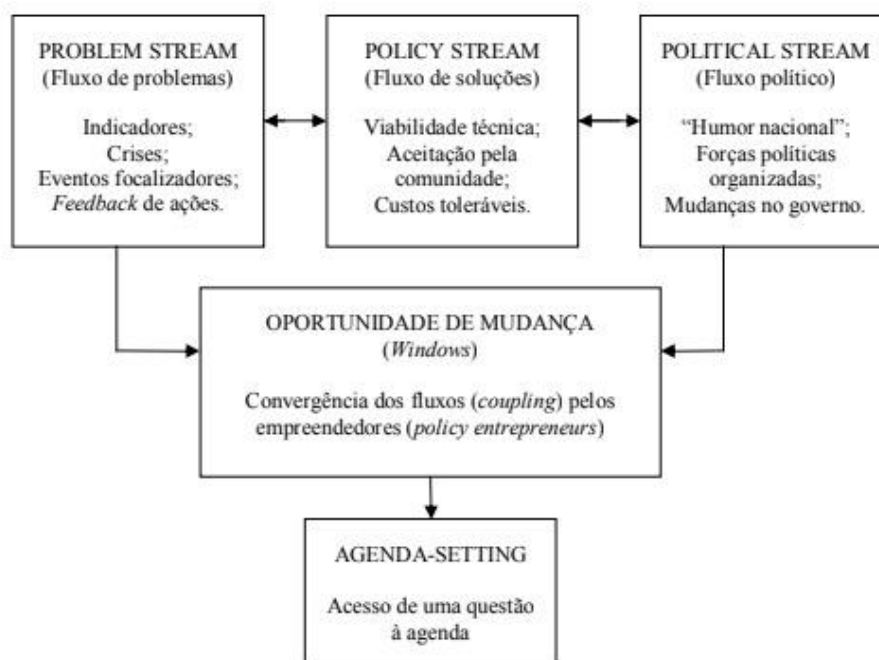 PROBLEM STREAM
(Fluxo de problemas)
Indicadores;
Crises;
Eventos focalizadores;
Feedback de ações.
POLICY STREAM
(Fluxo de soluções)
Viabilidade técnica;
Aceitação pela
comunidade;
Custos toleráveis.
POLITICAL STREAM
(Fluxo político)
“Humor nacional”;
Forças políticas
organizadas;
Mudanças no governo.
OPORTUNIDADE DE MUDANÇA
(Windows)
Convergência dos fluxos (coupling) pelos
empreendedores (policy entrepreneurs)
AGENDA-SETTING
Acesso de uma questão
à agenda